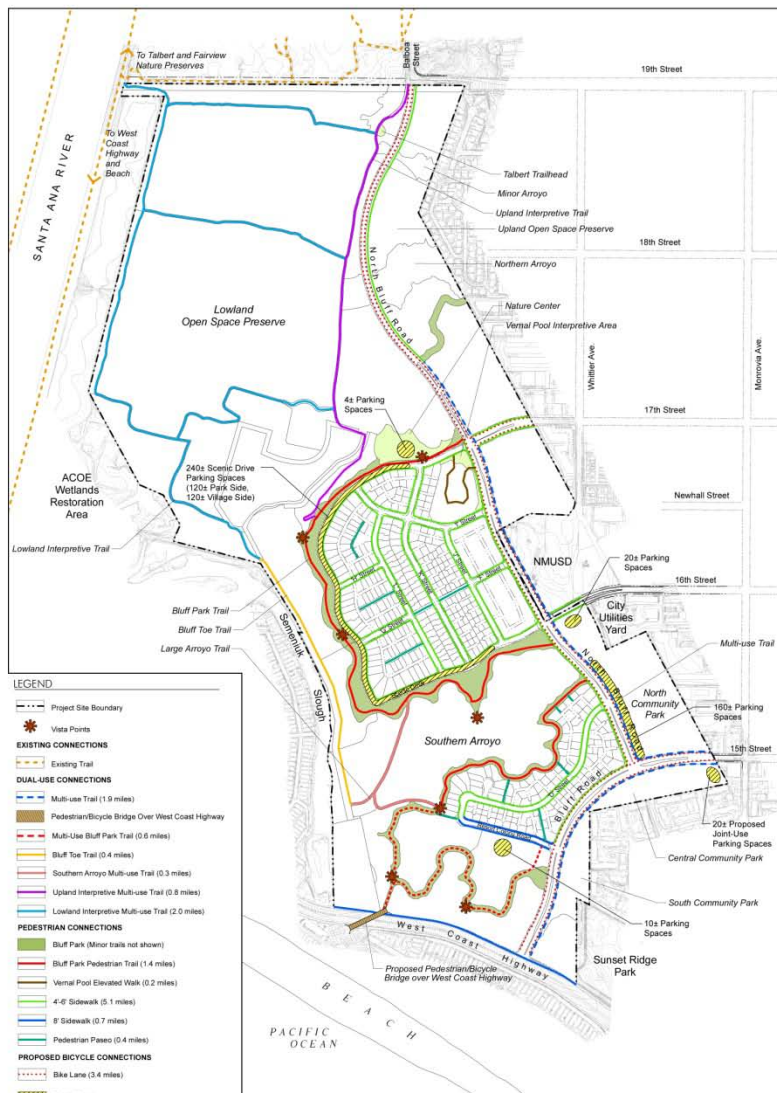 To Talbert and Fairview
Nature Preserves
Balboa
Street
19th Street
SANTA ANA RIVER
To West
Coast
Highway
and
Beach
Talbert Trailhead
Minor Arroyo
Upland Interpretive Trail
Upland Open Space Preserve
18th Street
North Bluff Road
Northern Arroyo
Lowland
Open Space Preserve
Nature Center
Vernal Pool Interpretive Area
Whittier Ave.
Monrovia Ave.
4± Parking
Spaces
17th Street
240± Scenic Drive
Parking Spaces
(120± Park Side,
120± Village Side)
ACOE
Wetlands
Restoration
Area
Newhall Street
Lowland Interpretive Trail
NMUSD
20± Parking
Spaces
16th Street
City
Utilities
Yard
Bluff Park Trail
Bluff Toe Trail
Large Arroyo Trail
Semeniuk
Slough
Multi-use Trail
North Bluff Road
North
Community
Park
160± Parking
Spaces
Southern Arroyo
15th Street
Bluff Road
20± Proposed
Joint-Use
Parking Spaces
Central Community Park
South Community Park
10± Parking
Spaces
Sunset Ridge
Park
West Coast Highway
Proposed Pedestrian/Bicycle
Bridge over West Coast Highway
BEACH
PACIFIC
OCEAN
LEGEND
Project Site Boundary
Vista Points
EXISTING CONNECTIONS
Existing Trail
DUAL-USE CONNECTIONS
Multi-use Trail (1.9 miles)
Pedestrian/Bicycle Bridge Over West Coast Highway
Multi-Use Bluff Park Trail (0.6 miles)
Bluff Toe Trail (0.4 miles)
Southern Arroyo Multi-use Trail (0.3 miles)
Upland Interpretive Multi-use Trail (0.8 miles)
Lowland Interpretive Multi-use Trail (2.0 miles)
PEDESTRIAN CONNECTIONS
Bluff Park (Minor trails not shown)
Bluff Park Pedestrian Trail (1.4 miles)
Vernal Pool Elevated Walk (0.2 miles)
4'-6' Sidewalk (5.1 miles)
8' Sidewalk (0.7 miles)
Pedestrian Paseo (0.4 miles)
PROPOSED BICYCLE CONNECTIONS
Bike Lane (3.4 miles)